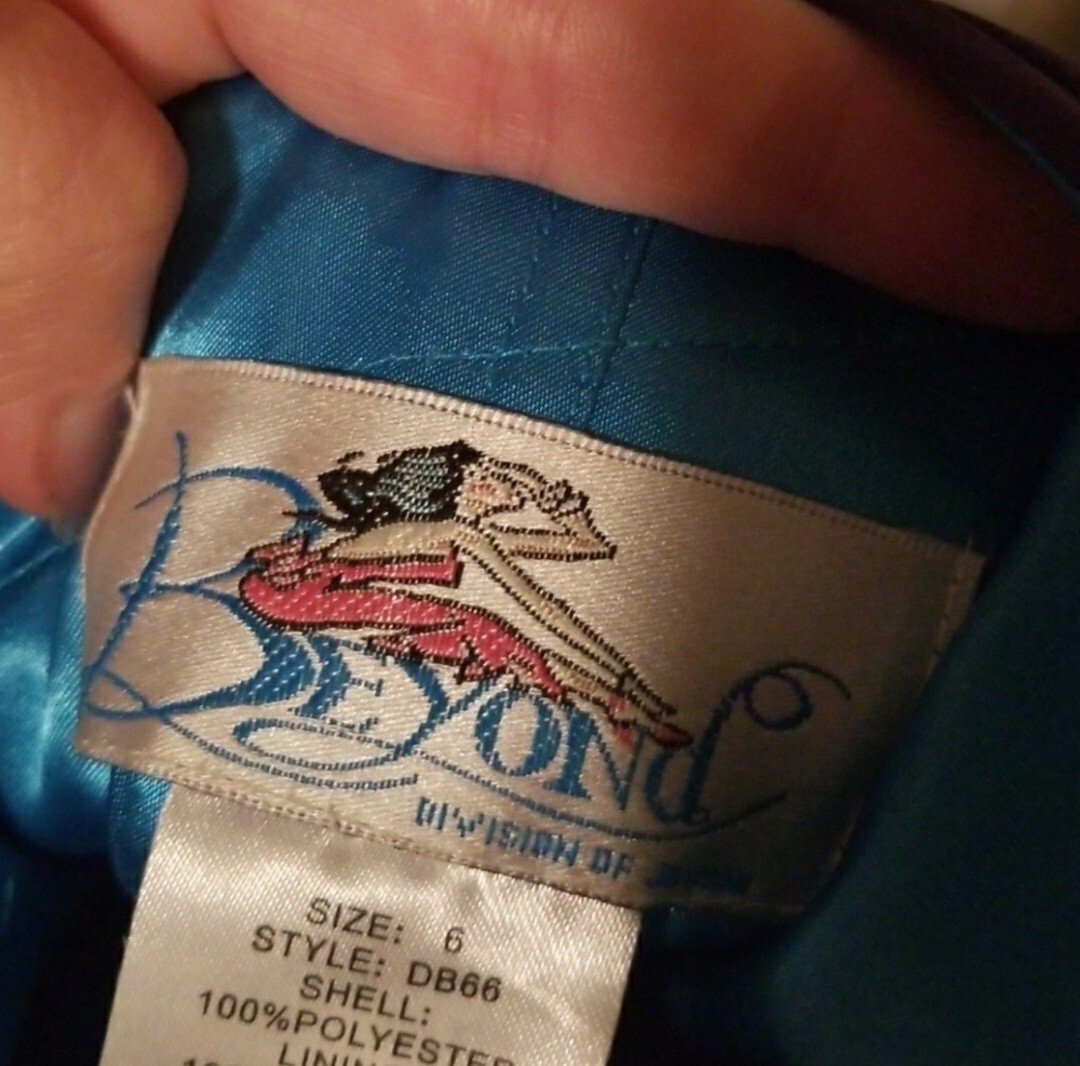 BEYONd
DIVISION OF
SIZE: 6
STYLE: DB66
SHELL:
100%POLYESTER